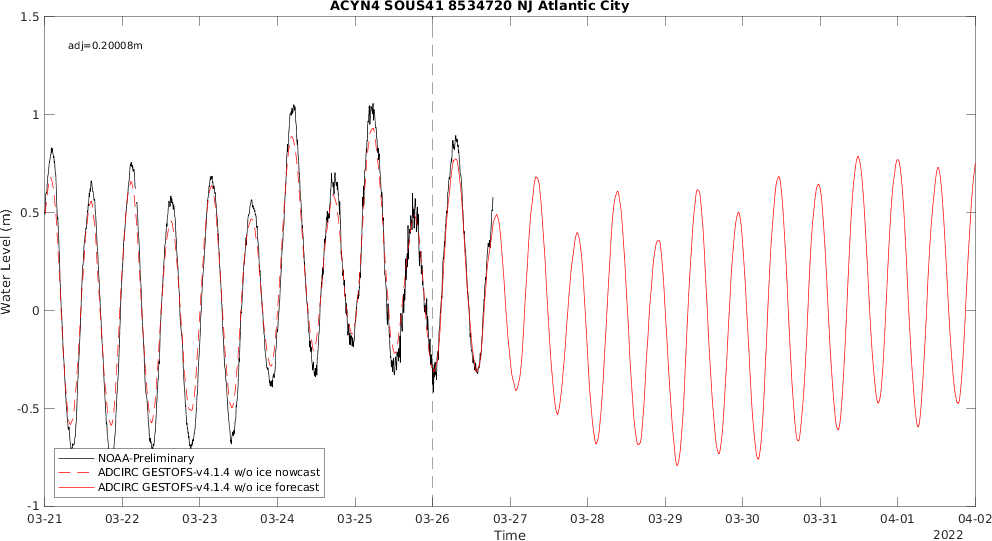 ACYN4 SOUS41 8534720 NJ Atlantic City
adj=0.20008m
Water Level (m)
1.5
1
0.5
0
-0.5
-1
NOAA-Preliminary
ADCIRC GESTOFS-v4.1.4 w/o ice nowcast
ADCIRC GESTOFS-v4.1.4 w/o ice forecast
03-21 03-22 03-23 03-24 03-25 03-26 03-27 03-28 03-29 03-30 03-31 04-01 04-02
Time
2022